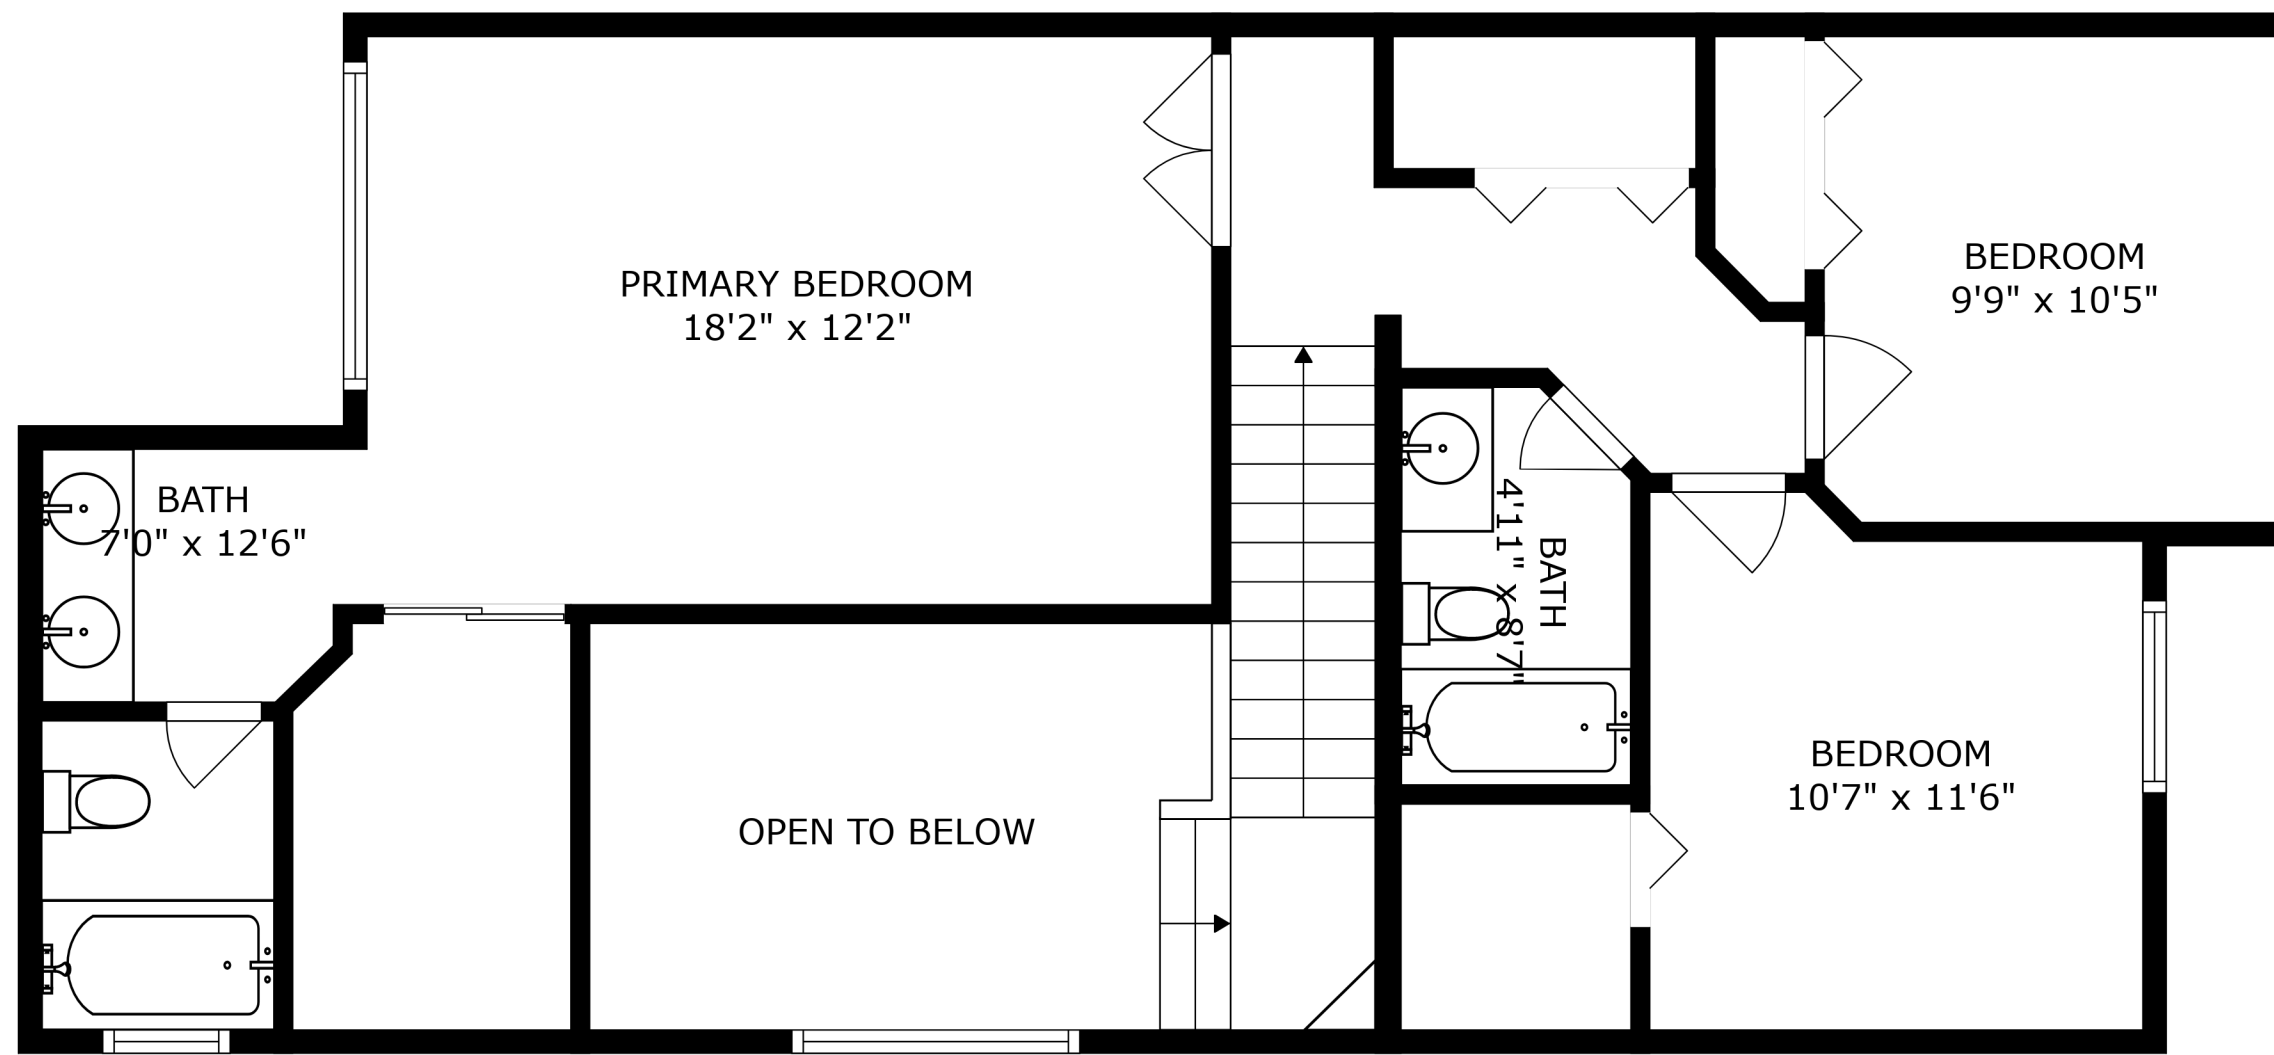 PRIMARY BEDROOM
18'2" x 12'2"
BEDROOM
9'9" x 10'5"
BATH
7'0" x 12'6"
BATH
4'11" x 8'7"
BEDROOM
10'7" x 11'6"
OPEN TO BELOW